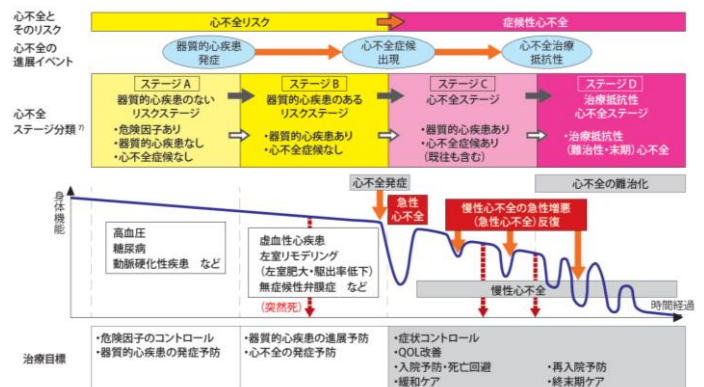 心不全と
そのリスク
心不全リスク
症候性心不全
心不全の
進展イベント
器質的心疾患
発症
心不全症候
出現
心不全治療
抵抗性
心不全
ステージ分類 7)
ステージA
器質的心疾患のない
リスクステージ
・危険因子あり
・器質的心疾患なし
・心不全症候なし
ステージB
器質的心疾患のある
リスクステージ
・器質的心疾患あり
・心不全症候なし
ステージC
心不全ステージ
・器質的心疾患あり
・心不全症候あり
(既往も含む)
ステージD
治療抵抗性
心不全ステージ
・治療抵抗性
(難治性・末期)心不全
身体機能
心不全発症
心不全の難治化
急性
心不全
慢性心不全の急性増悪
(急性心不全)反復
高血圧
糖尿病
動脈硬化性疾患 など
虚血性心疾患
左室リモデリング
(左室肥大・駆出率低下)
無症候性弁膜症 など
(突然死)
慢性心不全
時間経過
治療目標
・危険因子のコントロール
・器質的心疾患の発症予防
・器質的心疾患の進展予防
・心不全の発症予防
・症状コントロール
・QOL改善
・入院予防・死亡回避
・緩和ケア
・再入院予防
・終末期ケア